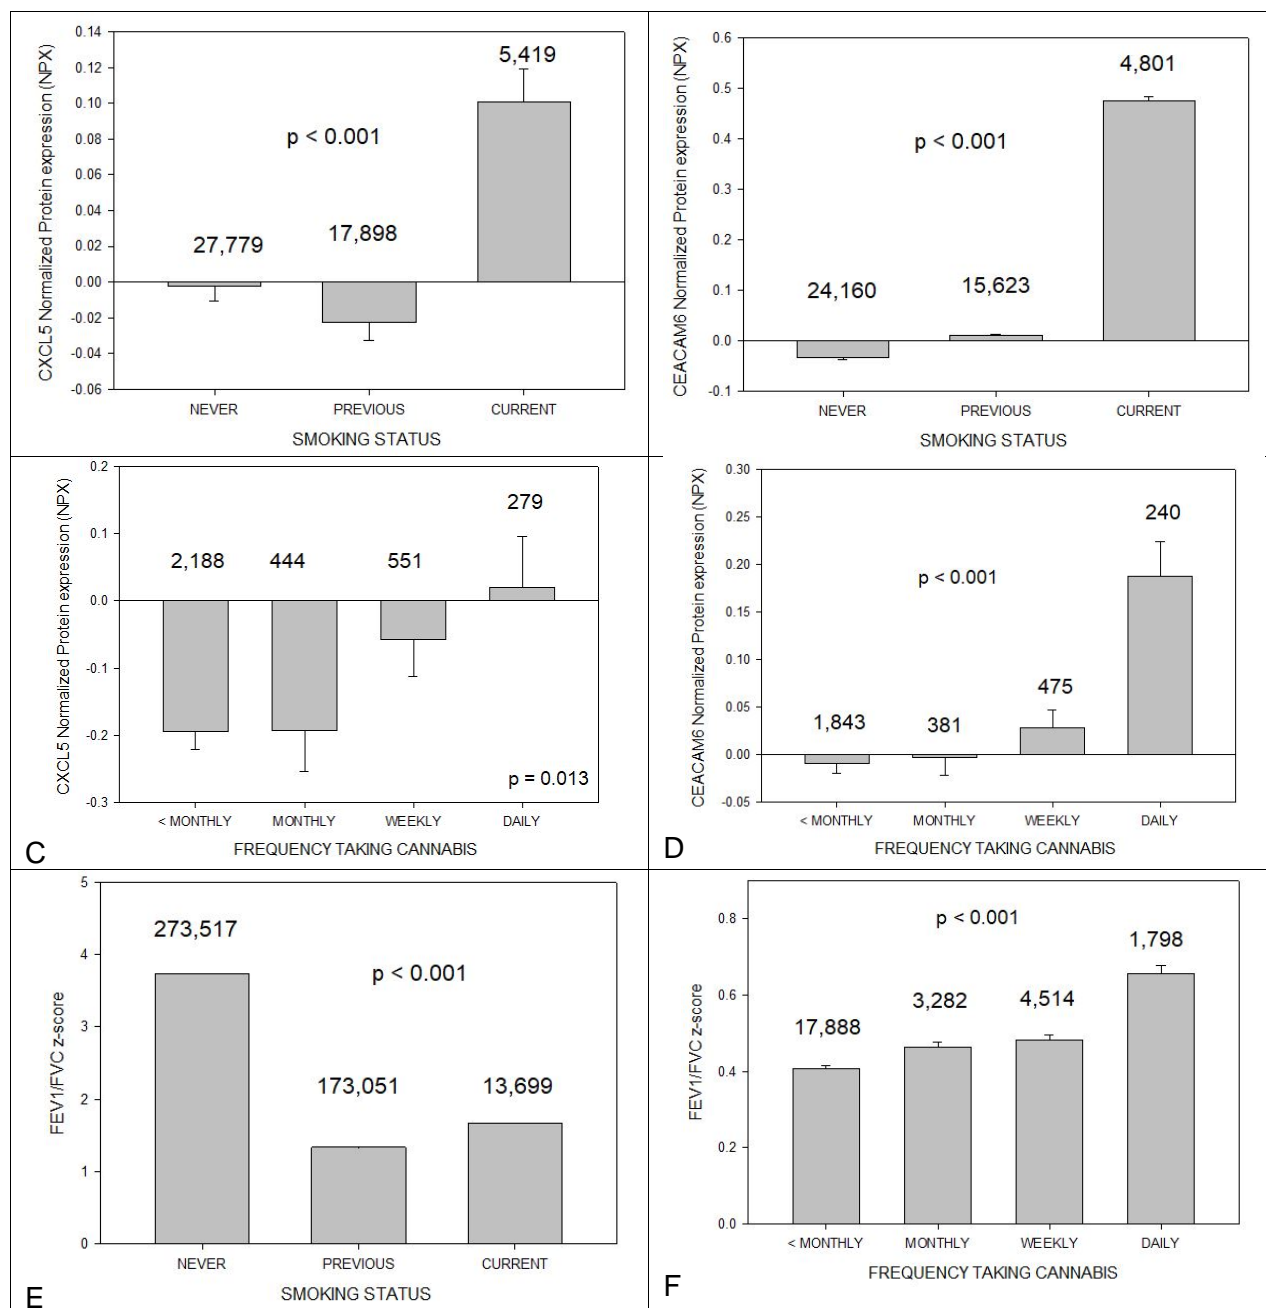 CXCL5 Normalized Protein expression (NPX)
0.14
0.12
0.10
0.08
0.06
0.04
0.02
0.00
-0.02
-0.04
-0.06
27,779
17,898
5,419
p < 0.001
NEVER
PREVIOUS
CURRENT
SMOKING STATUS
CEACAM6 Normalized Protein expression (NPX)
0.6
0.5
0.4
0.3
0.2
0.1
0.0
-0.1
24,160
15,623
4,801
p < 0.001
NEVER
PREVIOUS
CURRENT
SMOKING STATUS
CXCL5 Normalized Protein expression (NPX)
0.2
0.1
0.0
-0.1
-0.2
-0.3
2,188
444
551
279
p = 0.013
< MONTHLY
MONTHLY
WEEKLY
DAILY
FREQUENCY TAKING CANNABIS
C
CEACAM6 Normalized Protein expression (NPX)
0.30
0.25
0.20
0.15
0.10
0.05
0.00
-0.05
1,843
381
475
240
p < 0.001
< MONTHLY
MONTHLY
WEEKLY
DAILY
FREQUENCY TAKING CANNABIS
D
FEV1/FVC z-score
5
4
3
2
1
0
273,517
173,051
13,699
p < 0.001
NEVER
PREVIOUS
CURRENT
SMOKING STATUS
E
FEV1/FVC z-score
0.8
0.6
0.4
0.2
0.0
17,888
3,282
4,514
1,798
p < 0.001
< MONTHLY
MONTHLY
WEEKLY
DAILY
FREQUENCY TAKING CANNABIS
F